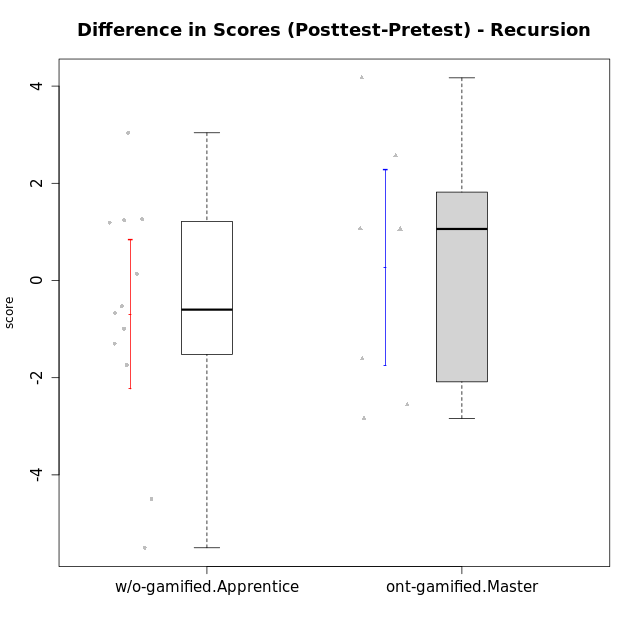 Difference in Scores (Posttest-Pretest) - Recursion
4
2
0
-2
-4
score
w/o-gamified.Apprentice
ont-gamified.Master